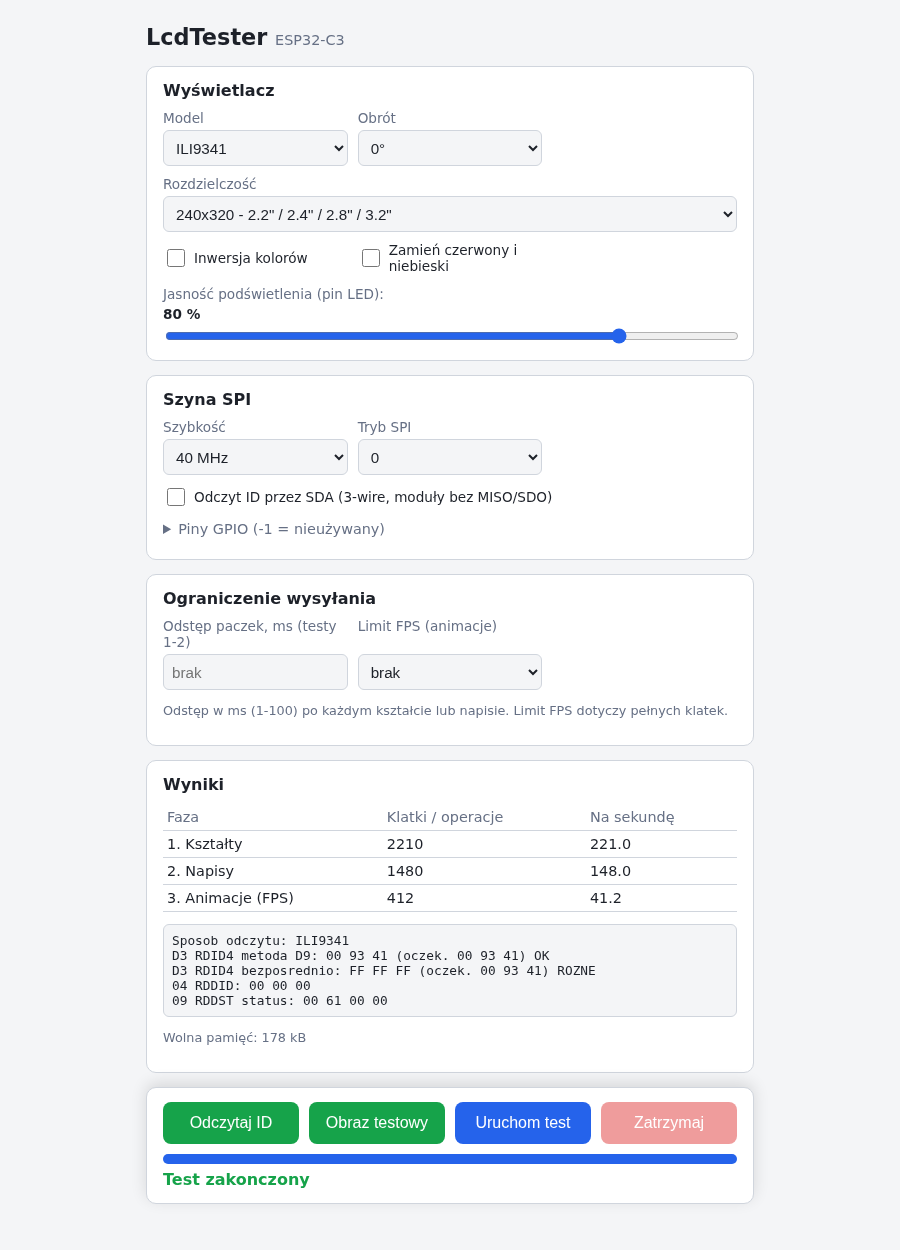 LcdTester ESP32-C3
Wyświetlacz
Model Obrót
ILI9341 0°
Rozdzielczość
240x320 - 2.2" / 2.4" / 2.8" / 3.2"
Inwersja kolorów Zamień czerwony i
niebieski
Jasność podświetlenia (pin LED):
80 %
Szyna SPI
Szybkość Tryb SPI
40 MHz 0
Odczyt ID przez SDA (3-wire, moduły bez MISO/SDO)
Piny GPIO (-1 = nieużywany)
Ograniczenie wysyłania
Odstęp paczek, ms (testy Limit FPS (animacje)
1-2)
brak brak
Odstęp w ms (1-100) po każdym kształcie lub napisie. Limit FPS dotyczy pełnych klatek.
Wyniki
Faza Klatki / operacje Na sekundę
1. Kształty 2210 221.0
2. Napisy 1480 148.0
3. Animacje (FPS) 412 41.2
Sposob odczytu: ILI9341
D3 RDID4 metoda D9: 00 93 41 (oczek. 00 93 41) OK
D3 RDID4 bezposrednio: FF FF FF (oczek. 00 93 41) ROZNE
04 RDDID: 00 00 00
09 RDDST status: 00 61 00 00
Wolna pamięć: 178 kB
Odczytaj ID Obraz testowy Uruchom test Zatrzymaj
Test zakonczony